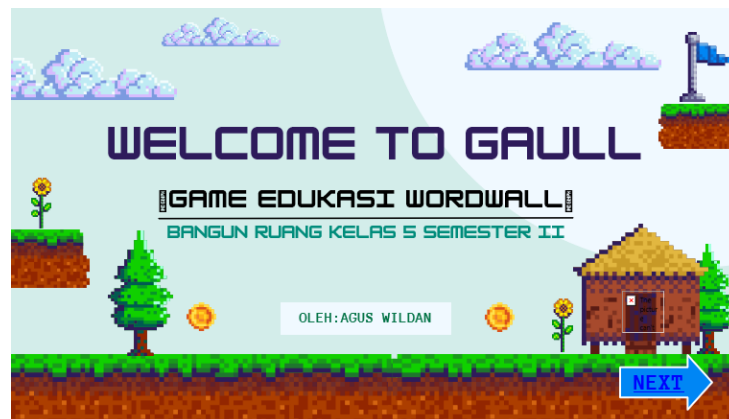 WELCOME TO GAULL
GAME EDUKASI WORDWALL
BANGUN RUANG KELAS 5 SEMESTER II
OLEH:AGUS WILDAN
NEXT